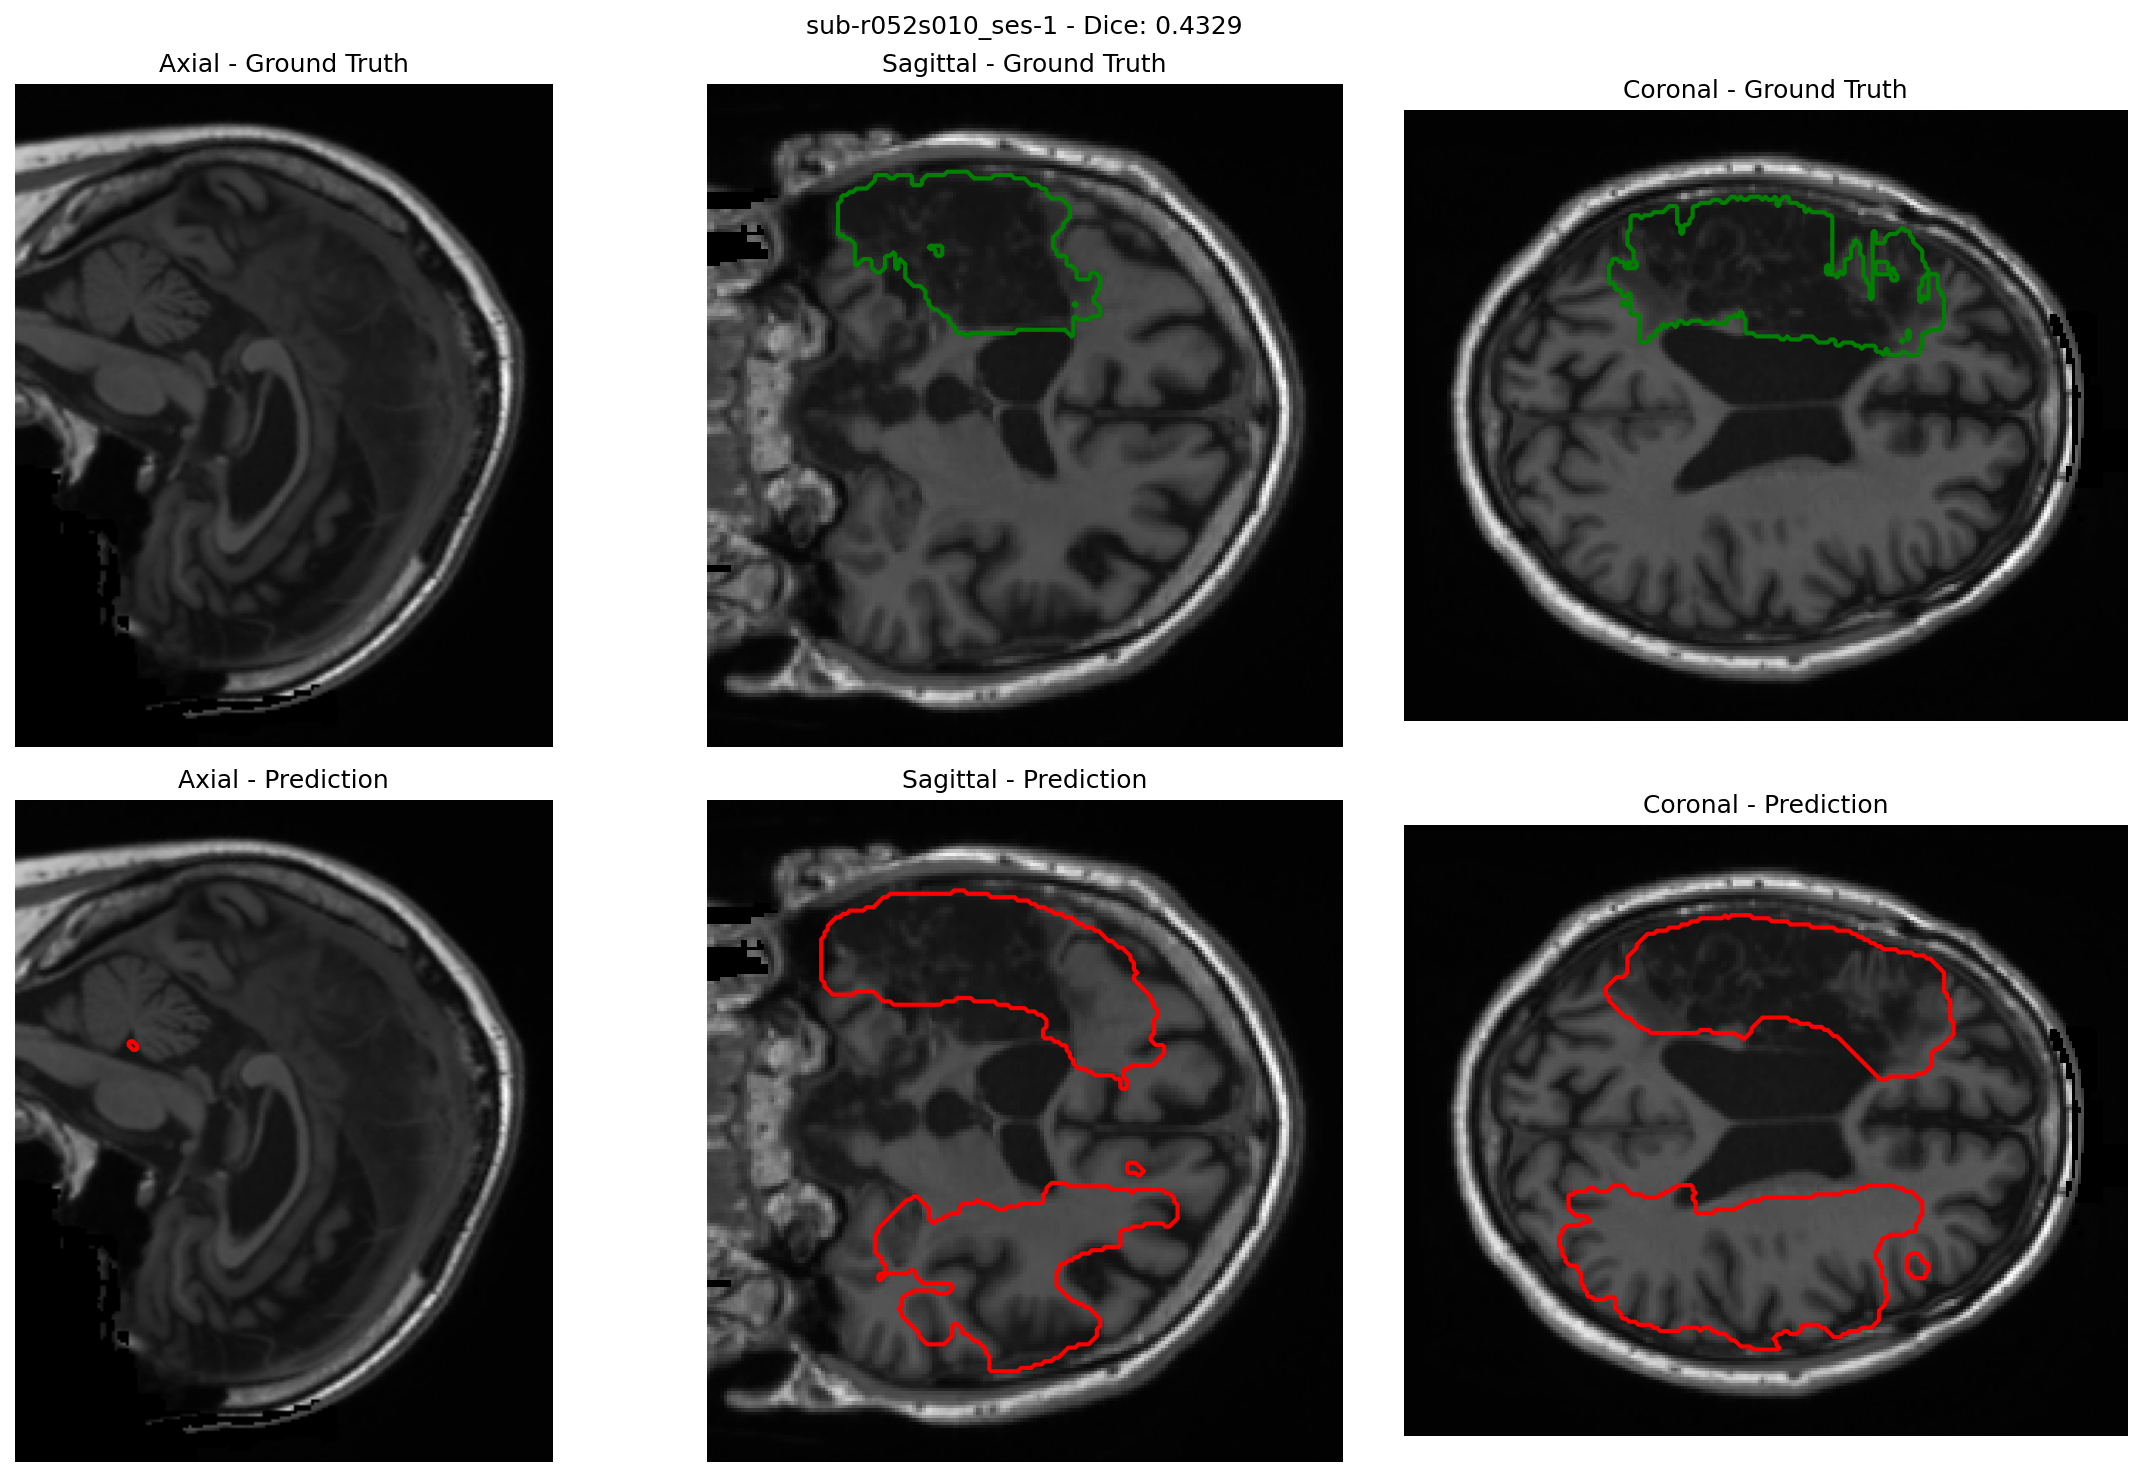 sub-r052s010_ses-1 - Dice: 0.4329
Axial - Ground Truth
Sagittal - Ground Truth
Coronal - Ground Truth
Axial - Prediction
Sagittal - Prediction
Coronal - Prediction